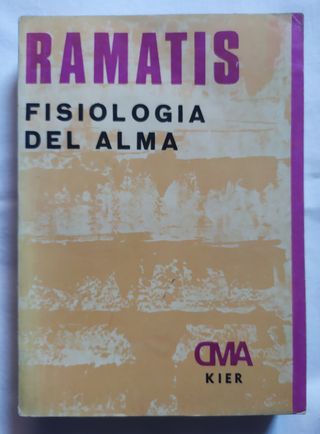 RAMATIS
FISIOLOGIA
DEL ALMA
CMA
KIER